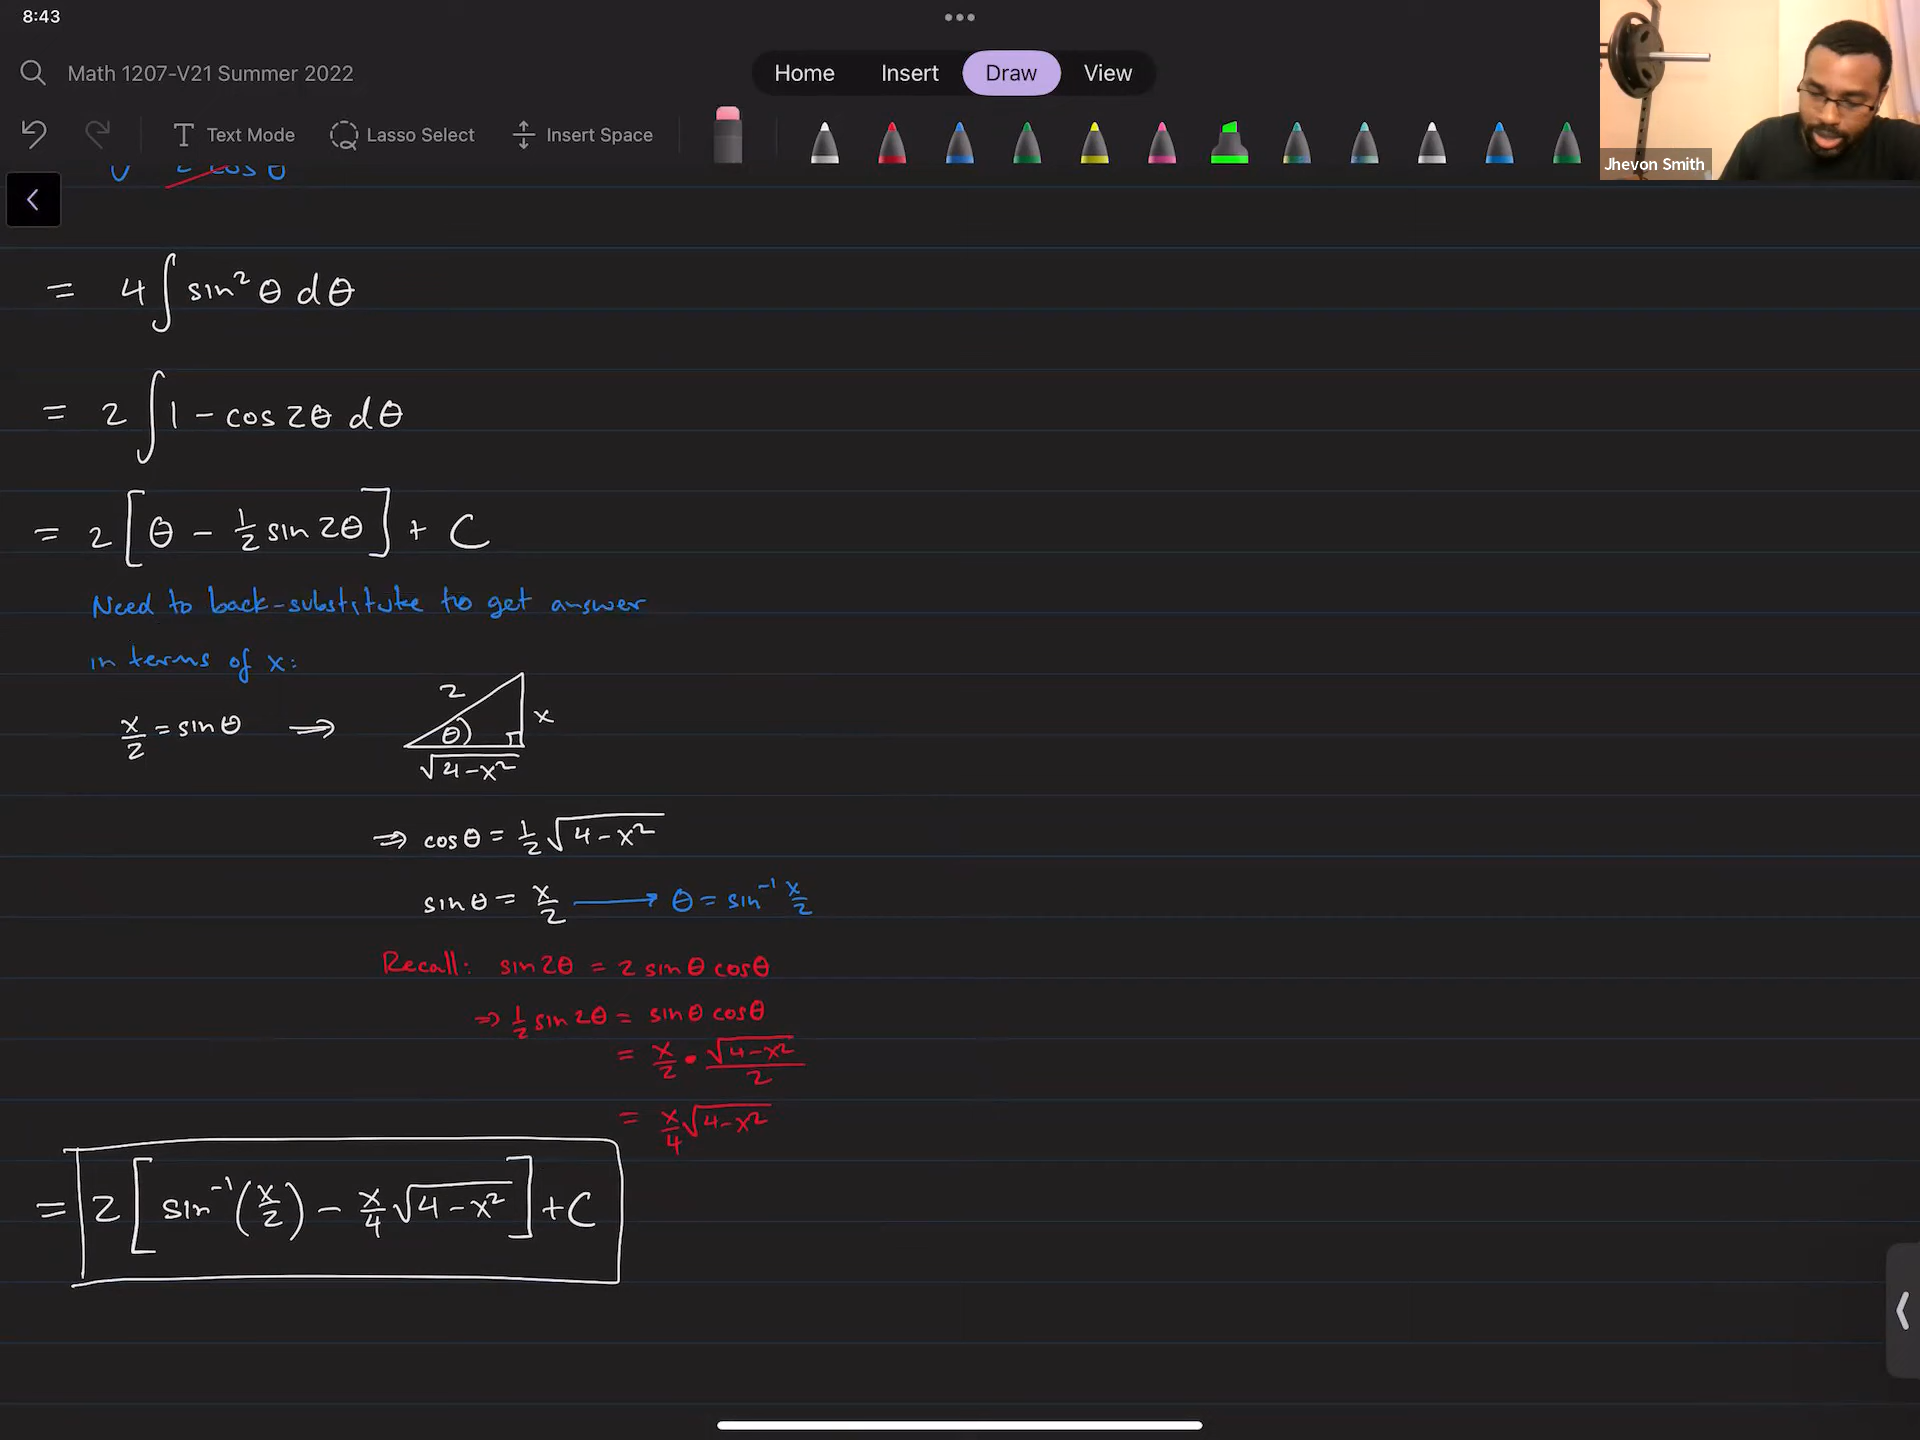 8:43
Math 1207-V21 Summer 2022
Home Insert Draw View
Text Mode Lasso Select Insert Space
Jhevon Smith
2 cos θ
= 4 ∫ sin² θ dθ
= 2 ∫ 1 - cos 2θ dθ
= 2 [ θ - 1/2 sin 2θ ] + C
Need to back-substitute to get answer
in terms of x:
x/2 = sin θ ⇒ 2 θ x √(4-x²)
⇒ cos θ = 1/2 √(4-x²)
sin θ = x/2 → θ = sin⁻¹ x/2
Recall: sin 2θ = 2 sin θ cos θ
⇒ 1/2 sin 2θ = sin θ cos θ
= x/2 • √(4-x²)/2
= x/4 √(4-x²)
= 2 [ sin⁻¹(x/2) - x/4 √(4-x²) ] + C